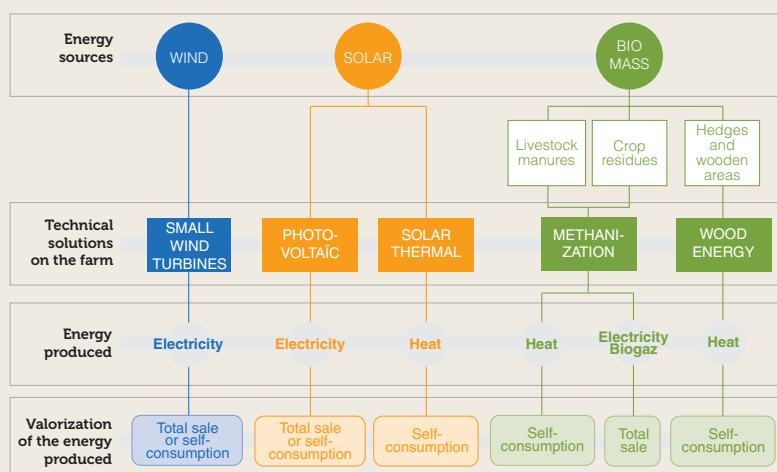 Energy
sources
WIND
SOLAR
BIO
MASS
Livestock
manures
Crop
residues
Hedges
and
wooden
areas
Technical
solutions
on the farm
SMALL
WIND
TURBINES
PHOTO-
VOLTAÏC
SOLAR
THERMAL
METHANI-
ZATION
WOOD
ENERGY
Energy
produced
Electricity
Electricity
Heat
Heat
Electricity
Biogaz
Heat
Valorization
of the energy
produced
Total sale
or self-
consumption
Total sale
or self-
consumption
Self-
consumption
Self-
consumption
Total
sale
Self-
consumption